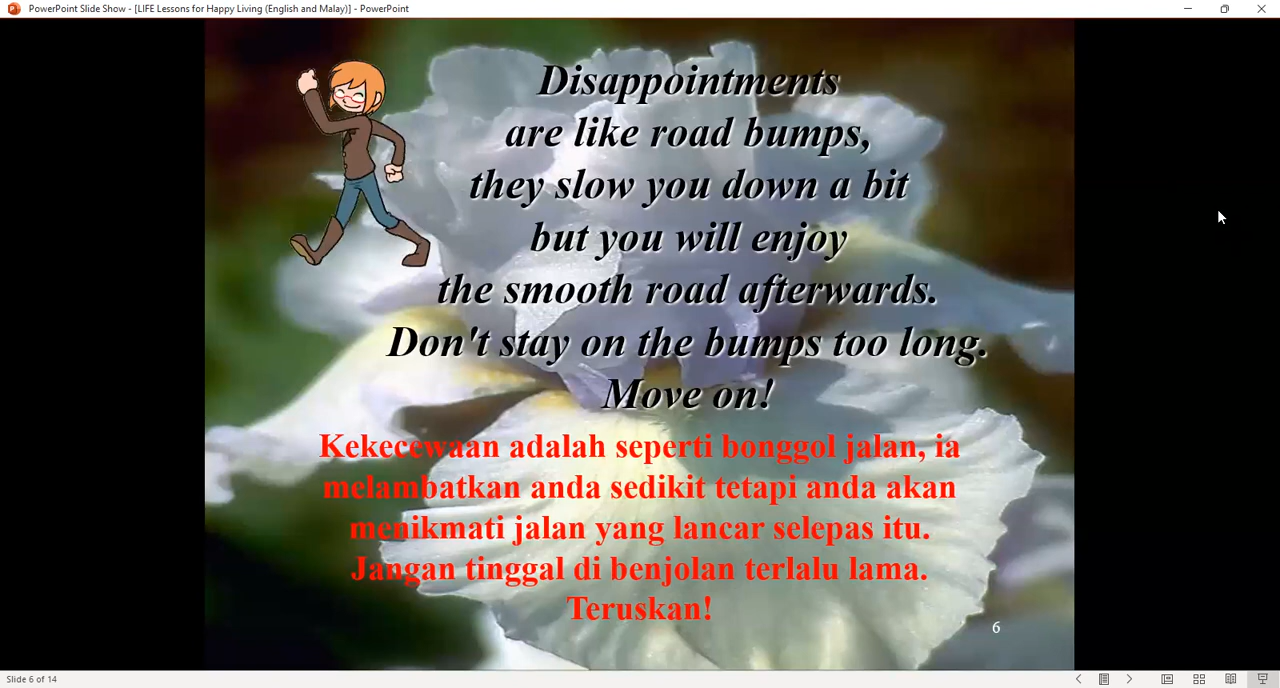 PowerPoint Slide Show - [LIFE Lessons for Happy Living (English and Malay)] - PowerPoint
Disappointments
are like road bumps,
they slow you down a bit
but you will enjoy
the smooth road afterwards.
Don't stay on the bumps too long.
Move on!
Kekecewaan adalah seperti bonggol jalan, ia
melambatkan anda sedikit tetapi anda akan
menikmati jalan yang lancar selepas itu.
Jangan tinggal di benjolan terlalu lama.
Teruskan!
6
Slide 6 of 14